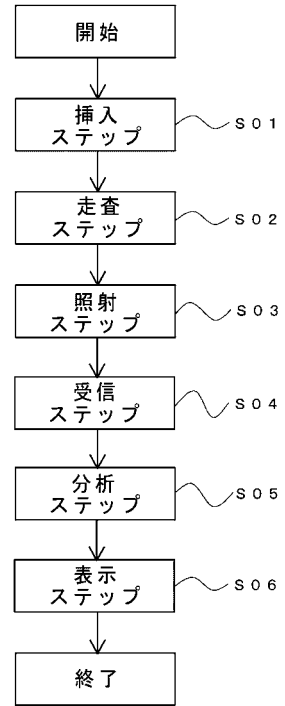 開始
挿入
ステップ
S01
走査
ステップ
S02
照射
ステップ
S03
受信
ステップ
S04
分析
ステップ
S05
表示
ステップ
S06
終了